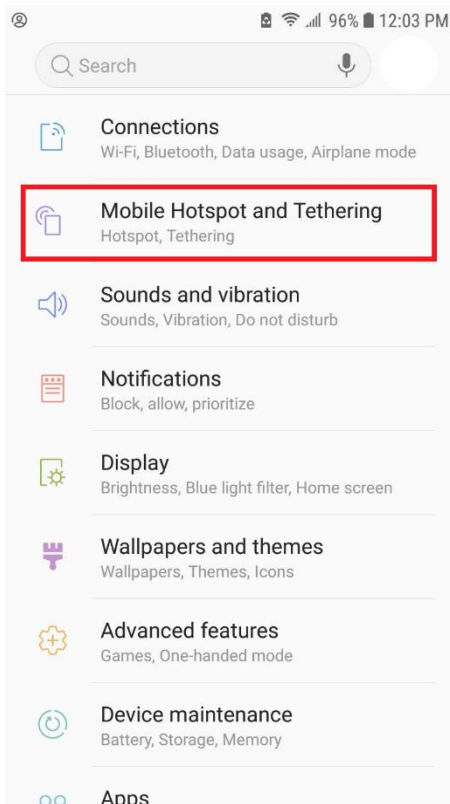 96% 12:03 PM
Search
Connections
Wi-Fi, Bluetooth, Data usage, Airplane mode
Mobile Hotspot and Tethering
Hotspot, Tethering
Sounds and vibration
Sounds, Vibration, Do not disturb
Notifications
Block, allow, prioritize
Display
Brightness, Blue light filter, Home screen
Wallpapers and themes
Wallpapers, Themes, Icons
Advanced features
Games, One-handed mode
Device maintenance
Battery, Storage, Memory
Apps